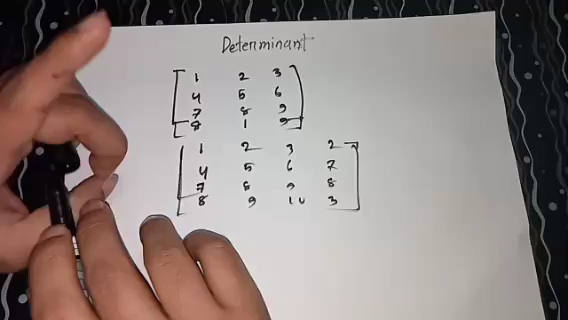 Determinant
1 2 3
4 5 6
7 8 9
8 1 2
1 2 3 2
4 5 6 7
7 8 9 8
8 9 10 3